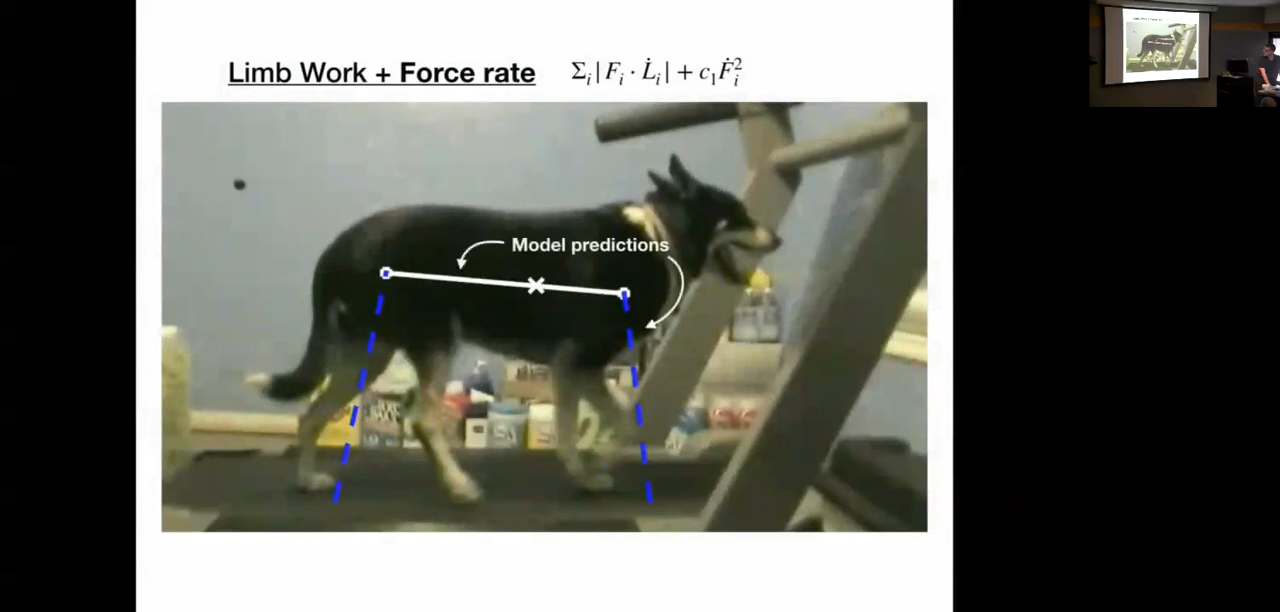 Limb Work + Force rate Σᵢ|Fᵢ · L̇ᵢ| + c₁Ḟᵢ²
Model predictions